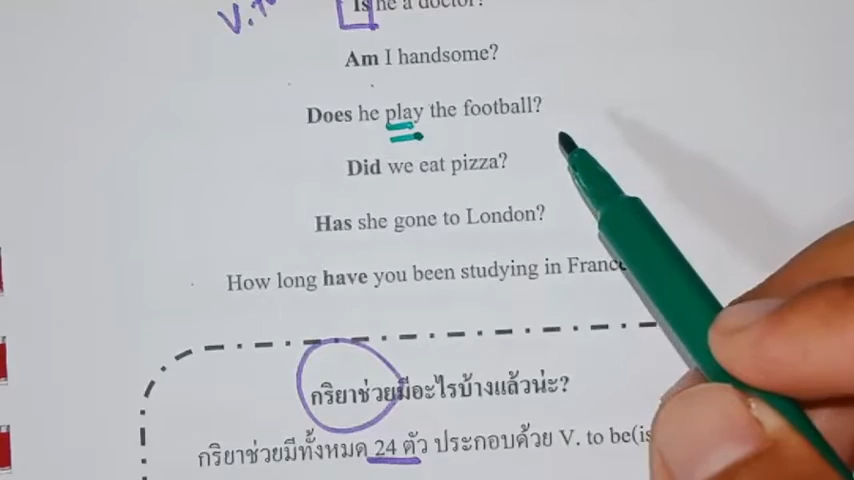 V. to
Is he a doctor?
Am I handsome?
Does he play the football?
Did we eat pizza?
Has she gone to London?
How long have you been studying in France
กริยาช่วยมีอะไรบ้างแล้วน่ะ?
กริยาช่วยมีทั้งหมด 24 ตัว ประกอบด้วย V. to be(is